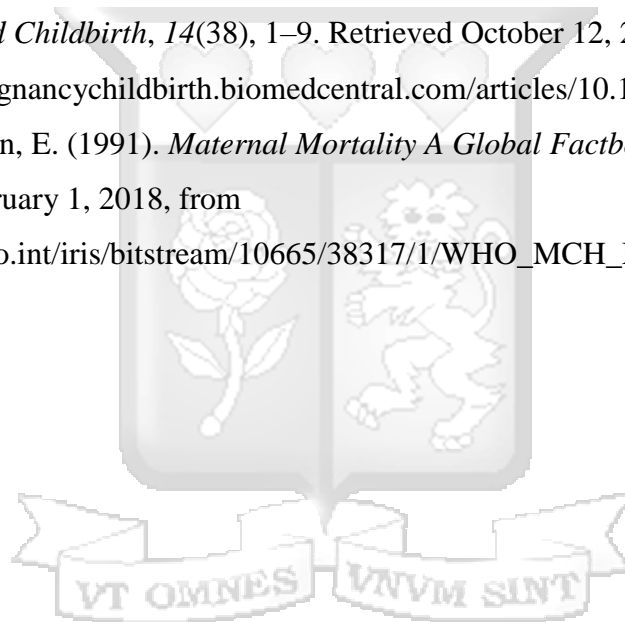 d Childbirth, 14(38), 1–9. Retrieved October 12, 2
gnancychildbirth.biomedcentral.com/articles/10.1
n, E. (1991). Maternal Mortality A Global Factb
ruary 1, 2018, from
o.int/iris/bitstream/10665/38317/1/WHO_MCH_
VT OMNES VNVM SINT